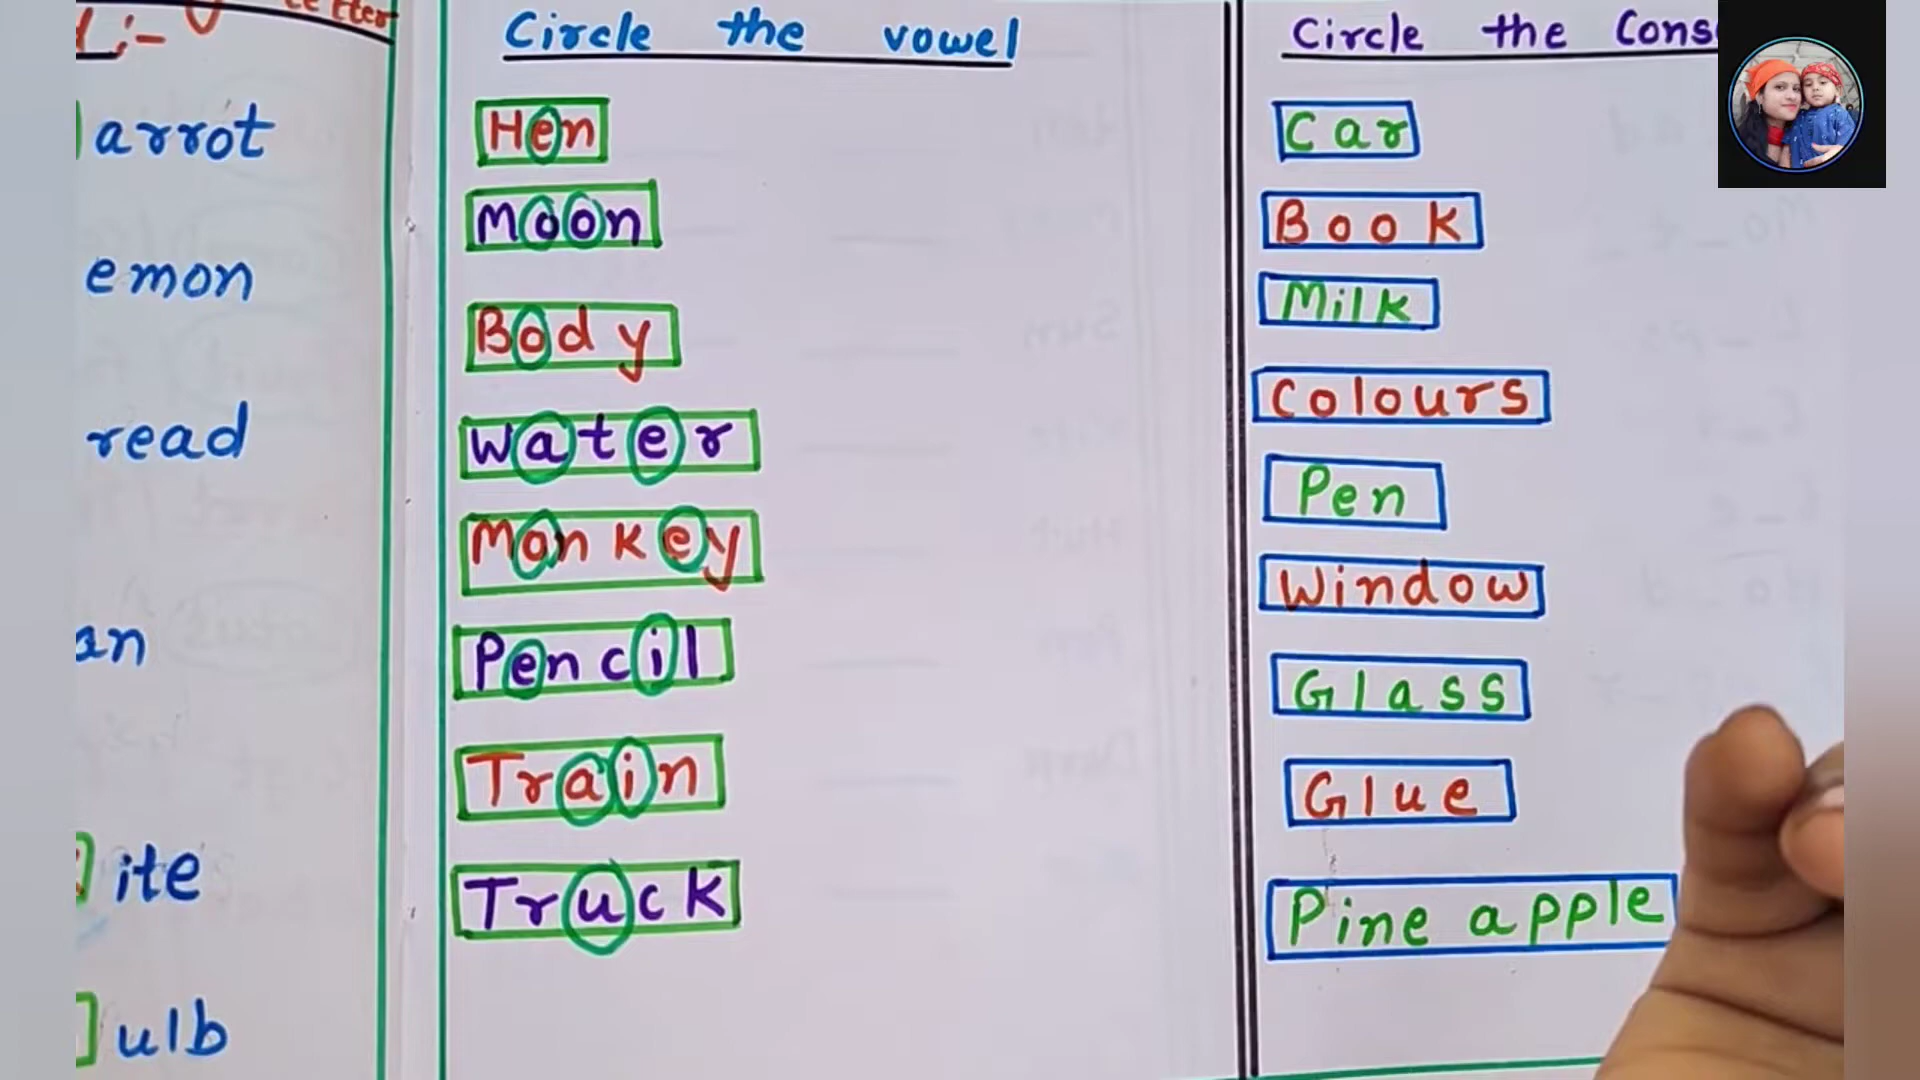 arrot
emon
read
an
ite
ulb
Circle the vowel
Hen
Moon
Body
Water
Monkey
Pencil
Train
Truck
Circle the Cons
Car
Book
Milk
Colours
Pen
Window
Glass
Glue
Pine apple